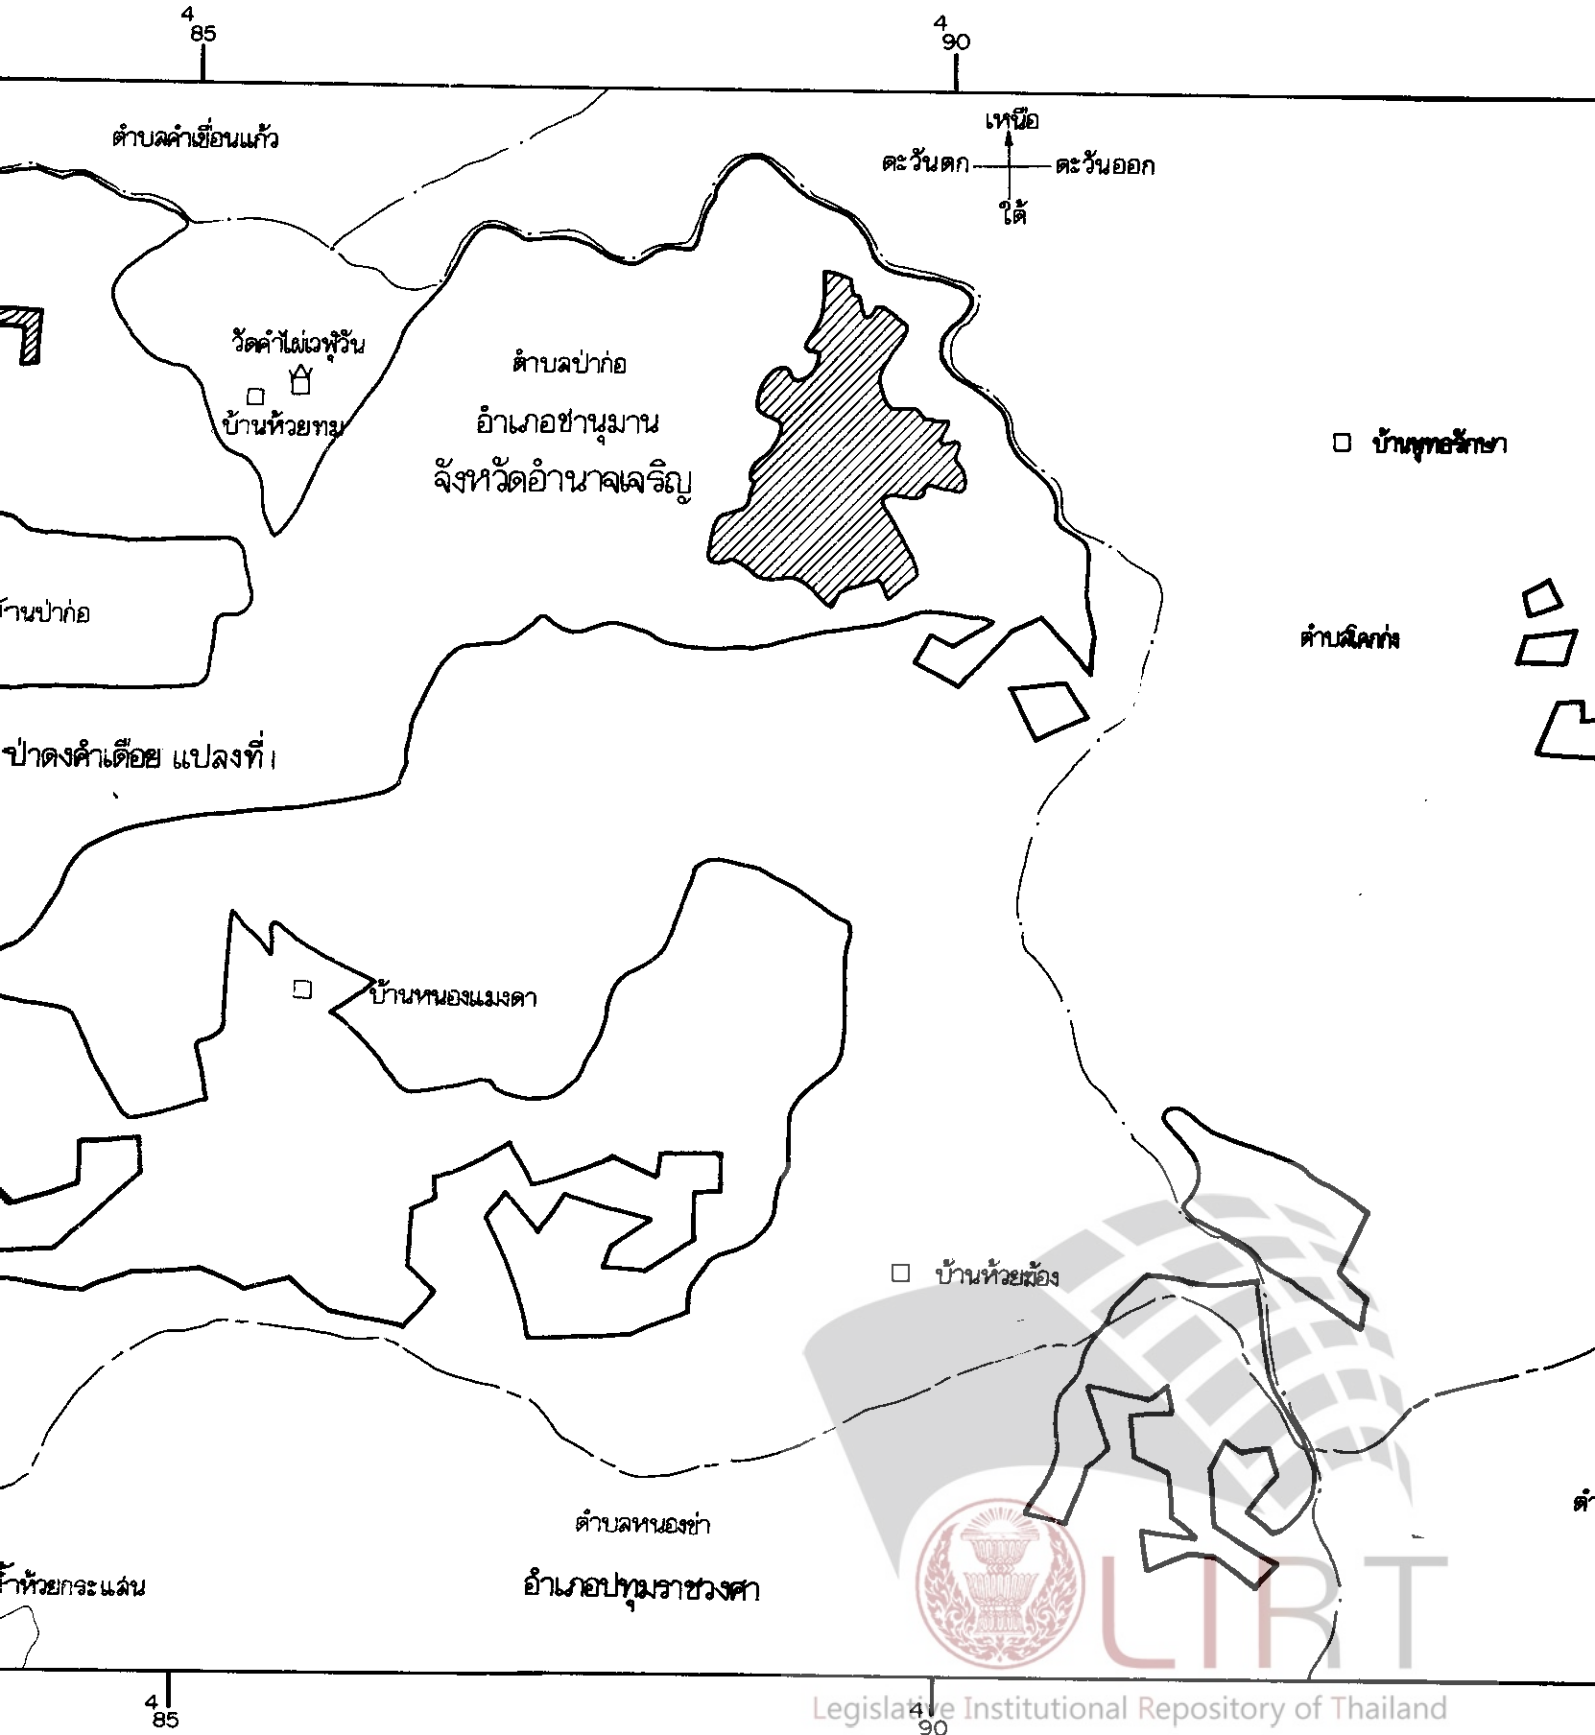 4
85
4
90
ตำบลคำเขื่อนแก้ว
เหนือ
ตะวันตก
ตะวันออก
ใต้
วัดคำไผ่เวฬุวัน
บ้านห้วยทม
ตำบลป่าก่อ
อำเภอชานุมาน
จังหวัดอำนาจเจริญ
บ้านพุทธรักษา
บ้านป่าก่อ
ตำบลโคกก่ง
ป่าดงคำเดือย แปลงที่ 1
บ้านหนองแมงดา
บ้านห้วยฆ้อง
ตำบลหนองข่า
อำเภอปทุมราชวงศา
ห้วยกระแสน
LIRT
Legislative Institutional Repository of Thailand
4
85
4
90